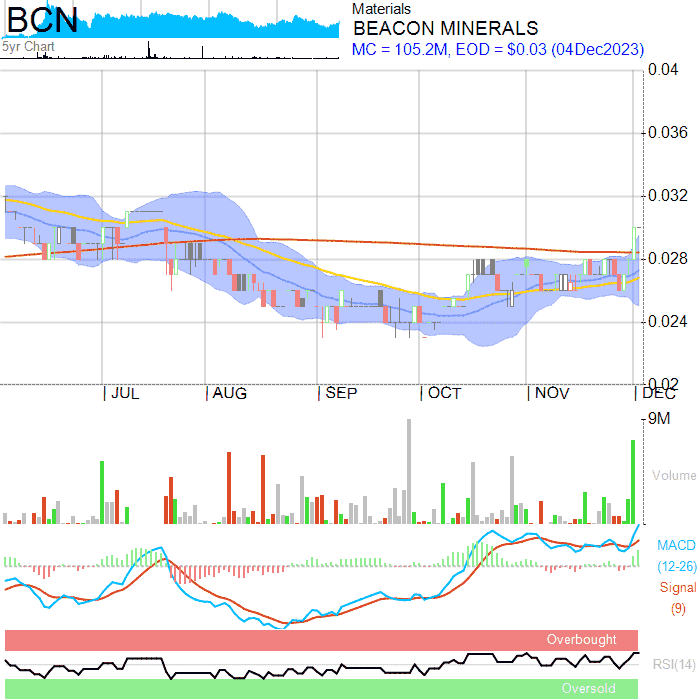 BCN
5yr Chart
Materials
BEACON MINERALS
MC = 105.2M, EOD = $0.03 (04Dec2023)
0.04
0.036
0.032
0.028
0.024
0.02
JUL
AUG
SEP
OCT
NOV
DEC
9M
Volume
MACD
(12-26)
Signal
(9)
Overbought
RSI(14)
Oversold